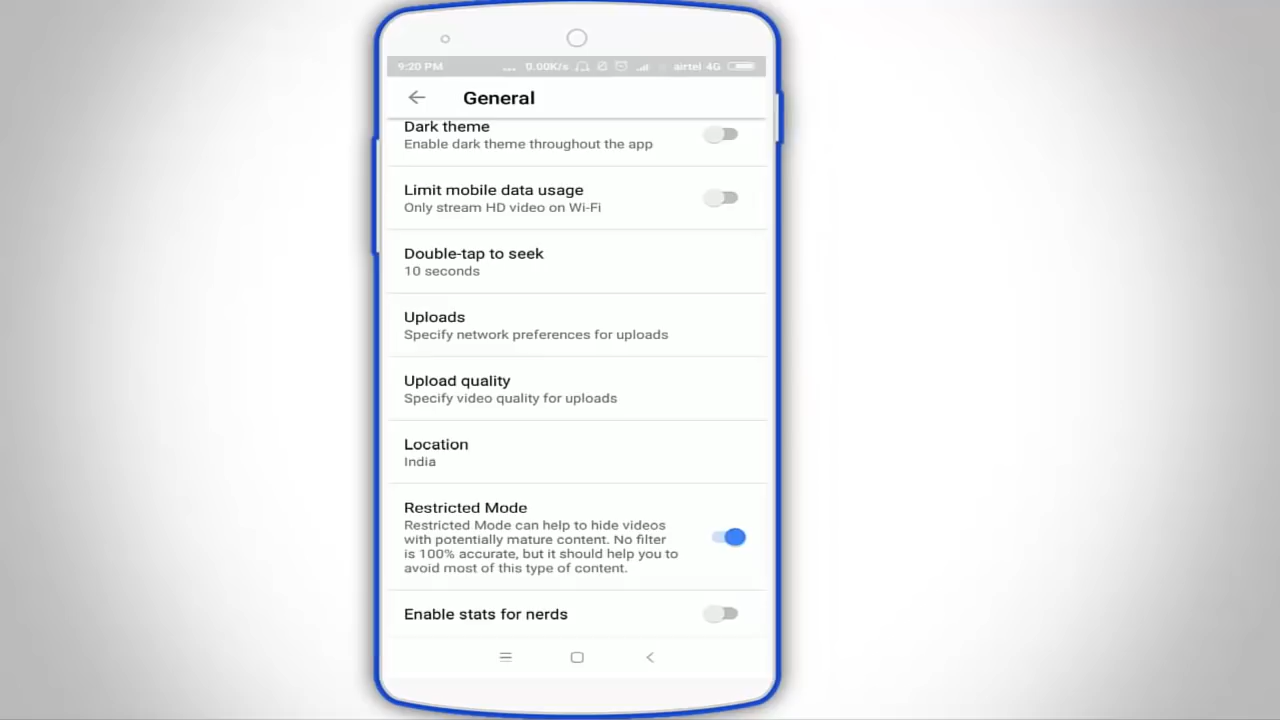 9:20 PM ... 0.00K/s airtel 4G
General
Dark theme
Enable dark theme throughout the app
Limit mobile data usage
Only stream HD video on Wi-Fi
Double-tap to seek
10 seconds
Uploads
Specify network preferences for uploads
Upload quality
Specify video quality for uploads
Location
India
Restricted Mode
Restricted Mode can help to hide videos
with potentially mature content. No filter
is 100% accurate, but it should help you to
avoid most of this type of content.
Enable stats for nerds